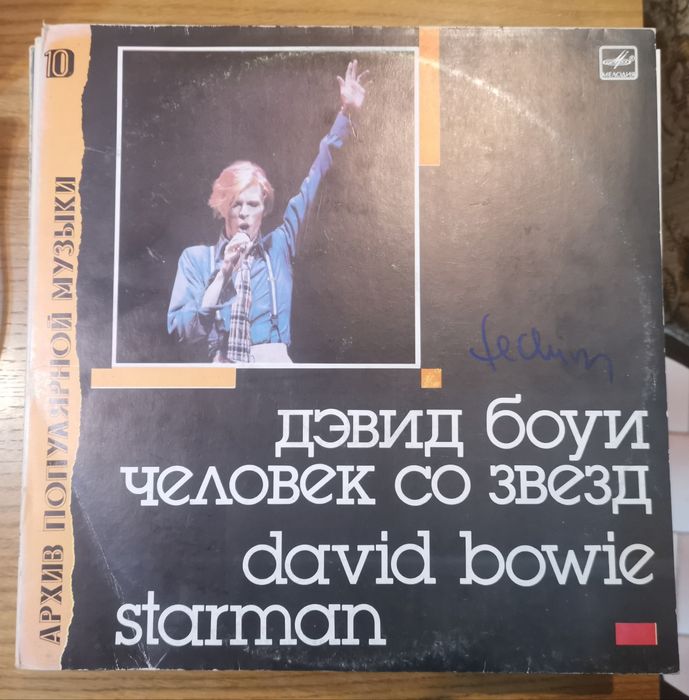 10
АРХИВ ПОПУЛЯРНОЙ МУЗЫКИ
МЕЛОДИЯ
дэвид боуи
человек со звезд
david bowie
starman